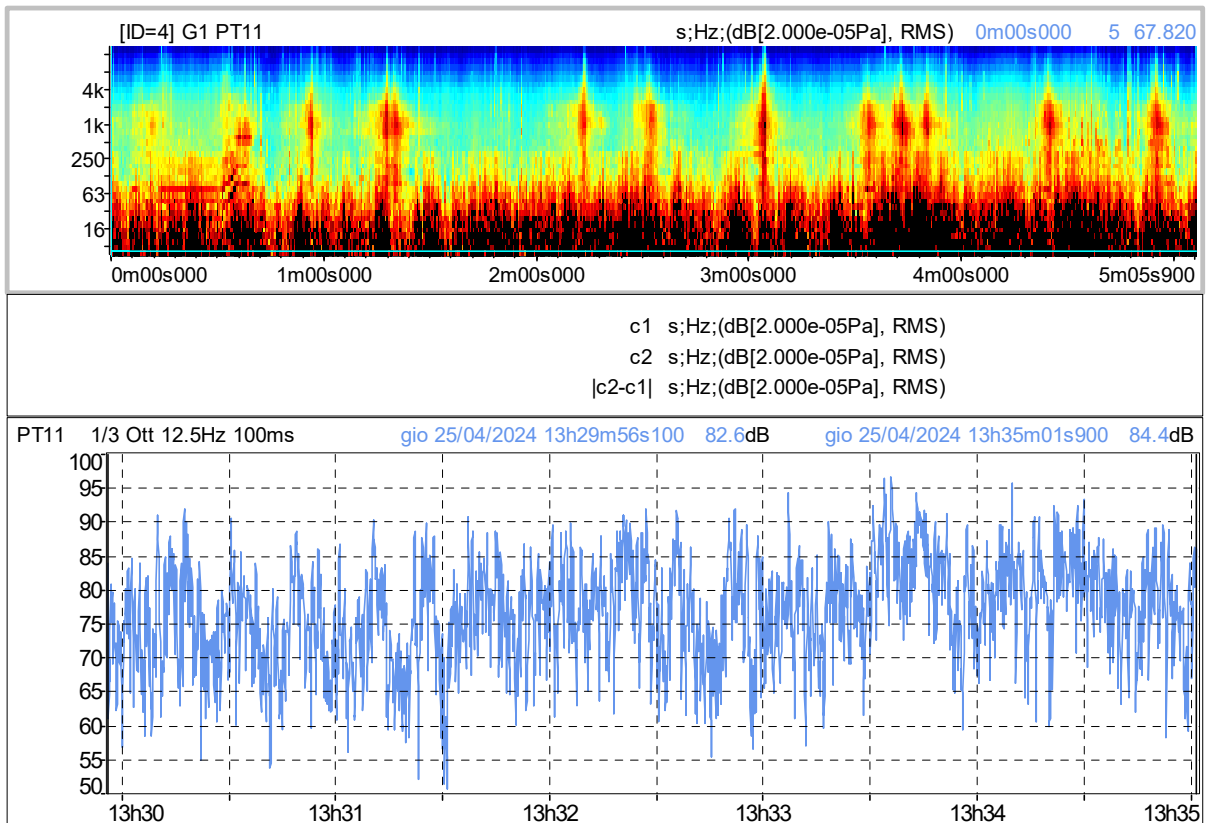 [ID=4] G1 PT11 s;Hz;(dB[2.000e-05Pa], RMS) 0m00s000 5 67.820
4k
1k
250
63
16
0m00s000 1m00s000 2m00s000 3m00s000 4m00s000 5m05s900
c1 s;Hz;(dB[2.000e-05Pa], RMS)
c2 s;Hz;(dB[2.000e-05Pa], RMS)
|c2-c1| s;Hz;(dB[2.000e-05Pa], RMS)
PT11 1/3 Ott 12.5Hz 100ms gio 25/04/2024 13h29m56s100 82.6dB gio 25/04/2024 13h35m01s900 84.4dB
100
95
90
85
80
75
70
65
60
55
50
13h30 13h31 13h32 13h33 13h34 13h35